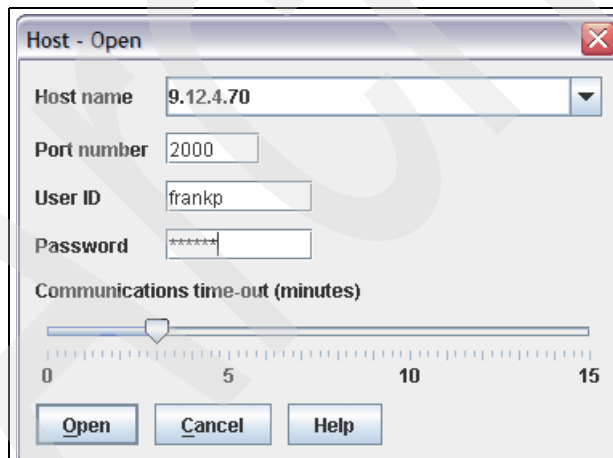 Host - Open
Host name 9.12.4.70
Port number 2000
User ID frankp
Password ******
Communications time-out (minutes)
0 5 10 15
Open Cancel Help